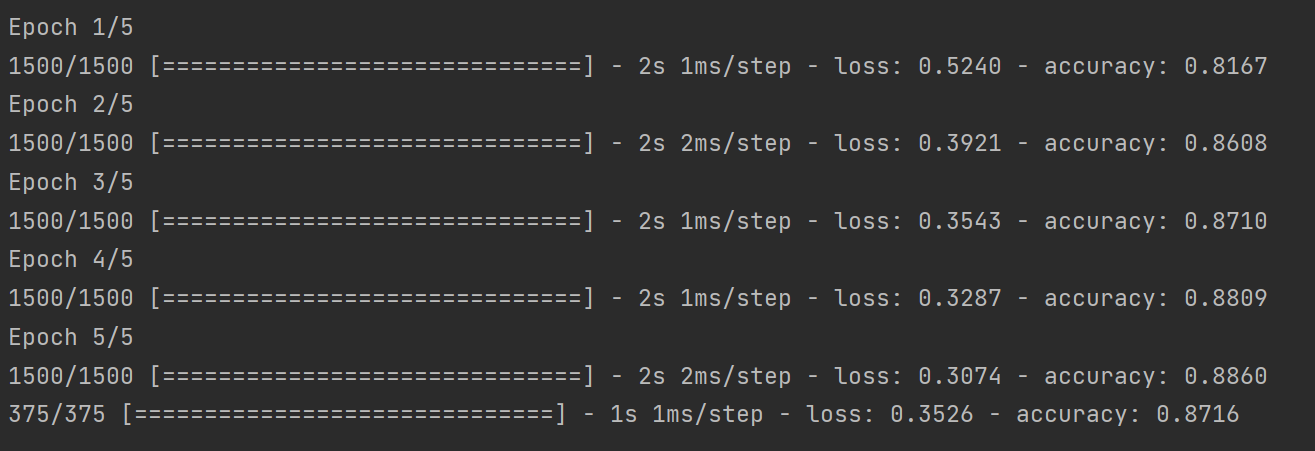 Epoch 1/5
1500/1500 [==============================] - 2s 1ms/step - loss: 0.5240 - accuracy: 0.8167
Epoch 2/5
1500/1500 [==============================] - 2s 2ms/step - loss: 0.3921 - accuracy: 0.8608
Epoch 3/5
1500/1500 [==============================] - 2s 1ms/step - loss: 0.3543 - accuracy: 0.8710
Epoch 4/5
1500/1500 [==============================] - 2s 1ms/step - loss: 0.3287 - accuracy: 0.8809
Epoch 5/5
1500/1500 [==============================] - 2s 2ms/step - loss: 0.3074 - accuracy: 0.8860
375/375 [==============================] - 1s 1ms/step - loss: 0.3526 - accuracy: 0.8716